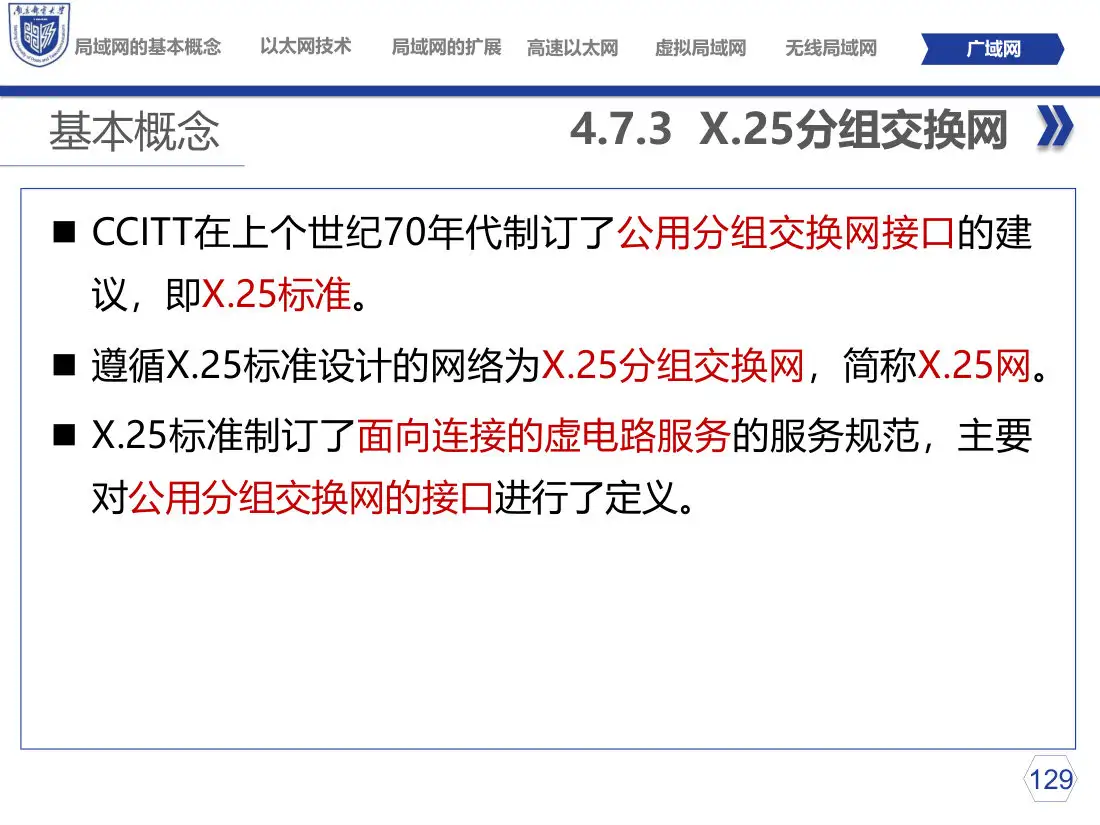 南京邮电大学
局域网的基本概念 以太网技术 局域网的扩展 高速以太网 虚拟局域网 无线局域网 广域网
基本概念
4.7.3 X.25分组交换网
■ CCITT在上个世纪70年代制订了公用分组交换网接口的建
议，即X.25标准。
■ 遵循X.25标准设计的网络为X.25分组交换网，简称X.25网。
■ X.25标准制订了面向连接的虚电路服务的服务规范，主要
对公用分组交换网的接口进行了定义。
129